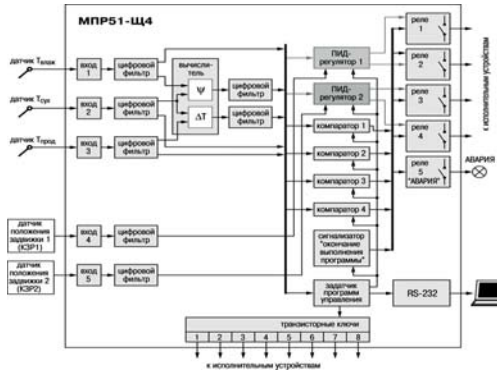 МПР51-Щ4
датчик Твлаж
вход
1
цифровой
фильтр
датчик Тсух
вход
2
цифровой
фильтр
датчик Тпрод
вход
3
цифровой
фильтр
вычисли-
тель
Ψ
ΔT
цифровой
фильтр
цифровой
фильтр
ПИД-
регулятор 1
ПИД-
регулятор 2
компаратор 1
компаратор 2
компаратор 3
компаратор 4
сигнализатор
"окончание
выполнения
программы"
задатчик
программ
управления
реле
1
реле
2
реле
3
реле
4
реле
5
"АВАРИЯ"
к исполнительным устройствам
АВАРИЯ
датчик
положения
задвижки 1
(КЗР1)
вход
4
цифровой
фильтр
датчик
положения
задвижки 2
(КЗР2)
вход
5
цифровой
фильтр
RS-232
транзисторные ключи
1 2 3 4 5 6 7 8
к исполнительным устройствам